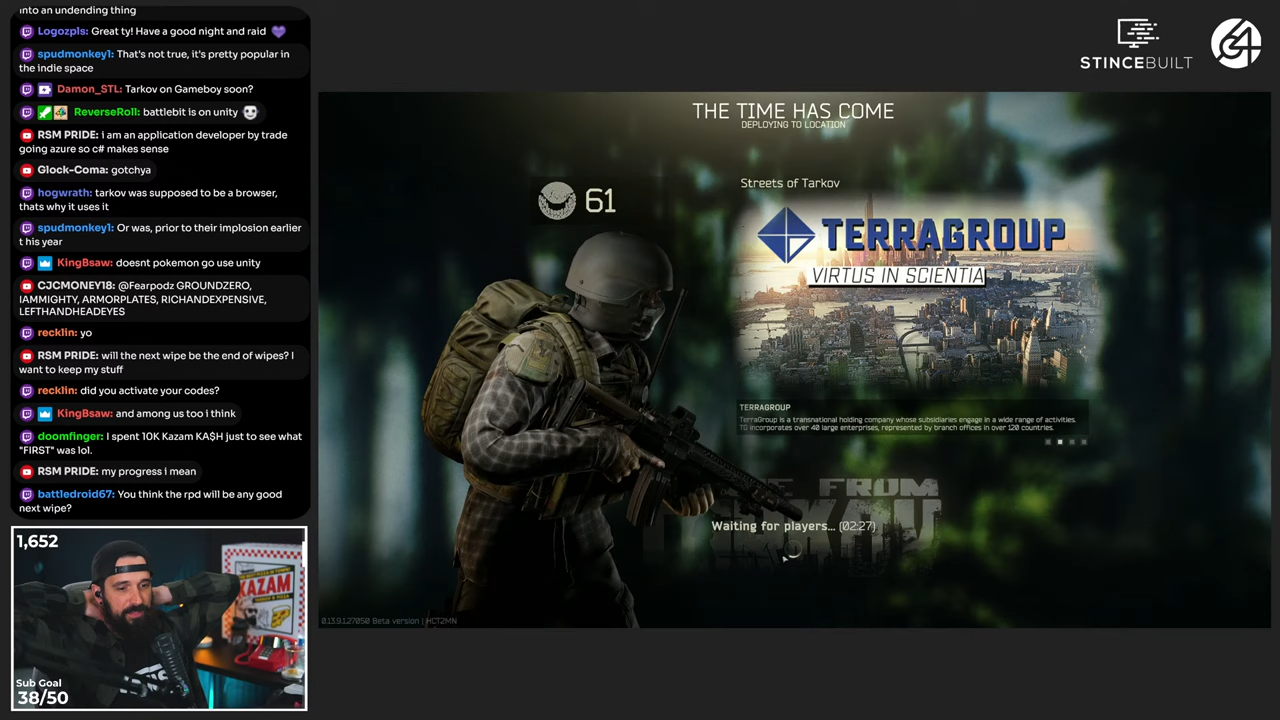 into an undending thing
Logozpls: Great ty! Have a good night and raid
spudmonkey1: That's not true, it's pretty popular in
the indie space
Damon_STL: Tarkov on Gameboy soon?
ReverseRoll: battlebit is on unity
RSM PRIDE: i am an application developer by trade
going azure so c# makes sense
Glock-Coma: gotchya
hogwrath: tarkov was supposed to be a browser,
thats why it uses it
spudmonkey1: Or was, prior to their implosion earlier
t his year
KingBsaw: doesnt pokemon go use unity
CJCMONEY18: @Fearpodz GROUNDZERO,
IAMMIGHTY, ARMORPLATES, RICHANDEXPENSIVE,
LEFTHANDHEADEYES
recklin: yo
RSM PRIDE: will the next wipe be the end of wipes? I
want to keep my stuff
recklin: did you activate your codes?
KingBsaw: and among us too i think
doomfinger: I spent 10K Kazam KA$H just to see what
"FIRST" was lol.
RSM PRIDE: my progress i mean
battledroid67: You think the rpd will be any good
next wipe?
1,652
KAZAM
Sub Goal
38/50
STINCEBUILT
THE TIME HAS COME
DEPLOYING TO LOCATION
61
Streets of Tarkov
TERRAGROUP
VIRTUS IN SCIENTIA
TERRAGROUP
TerraGroup is a transnational holding company whose subsidiaries engage in a wide range of activities.
TG incorporates over 40 large enterprises, represented by branch offices in over 120 countries.
FROM
Waiting for players... (02:27)
0.13.9.1.27050 Beta version | HCT2MN